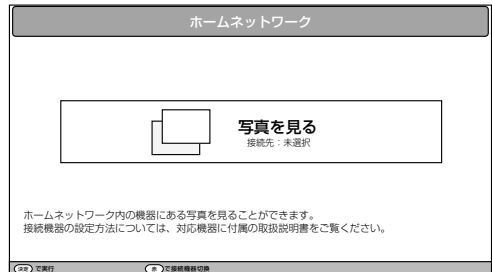 ホームネットワーク
写真を見る
接続先：未選択
ホームネットワーク内の機器にある写真を見ることができます。
接続機器の設定方法については、対応機器に付属の取扱説明書をご覧ください。
決定 で実行 赤 で接続機器切換